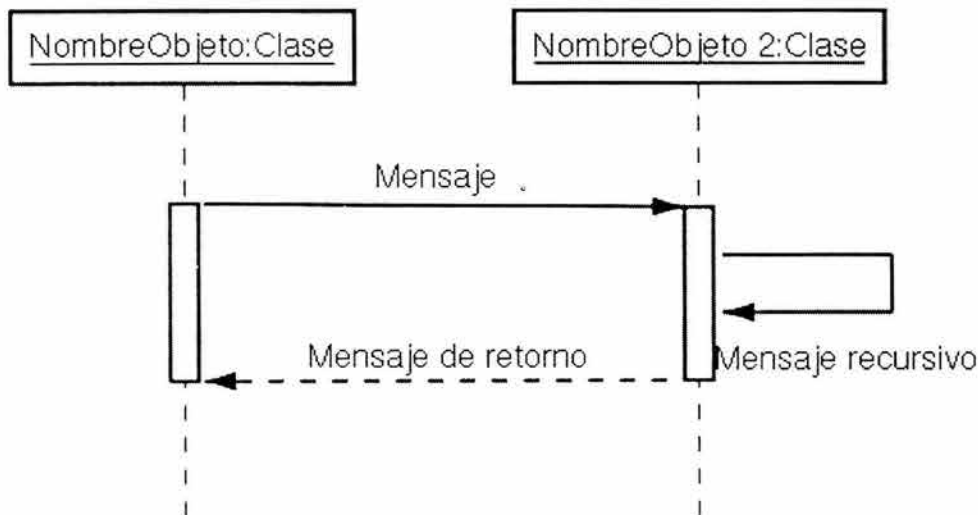 NombreObjeto:Clase
NombreObjeto 2:Clase
Mensaje
Mensaje de retorno
Mensaje recursivo